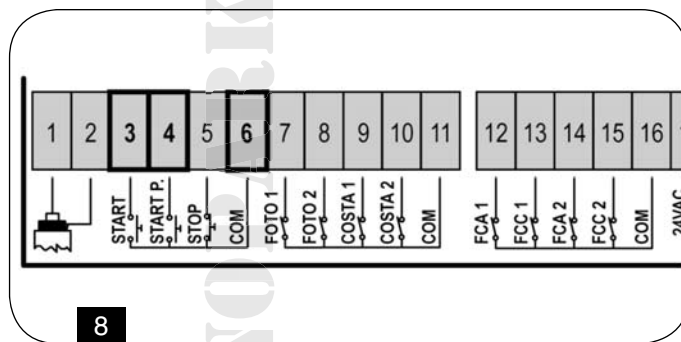 1 2 3 4 5 6 7 8 9 10 11 12 13 14 15 16
START START P. STOP COM FOTO 1 FOTO 2 COSTA 1 COSTA 2 COM FCA 1 FCC 1 FCA 2 FCC 2 COM 24VAC
8
NOPARK